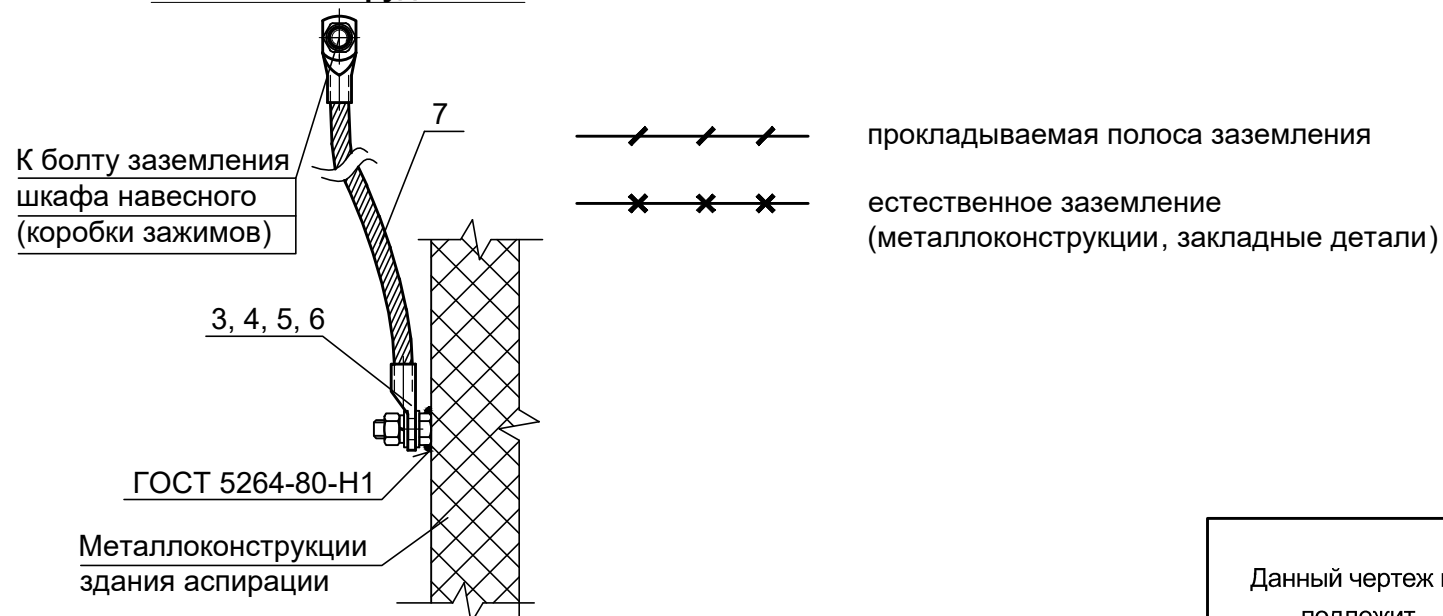 7
К болту заземления
шкафа навесного
(коробки зажимов)
прокладываемая полоса заземления
естественное заземление
(металлоконструкции, закладные детали)
3, 4, 5, 6
ГОСТ 5264-80-Н1
Металлоконструкции
здания аспирации
Данный чертеж
подлежит